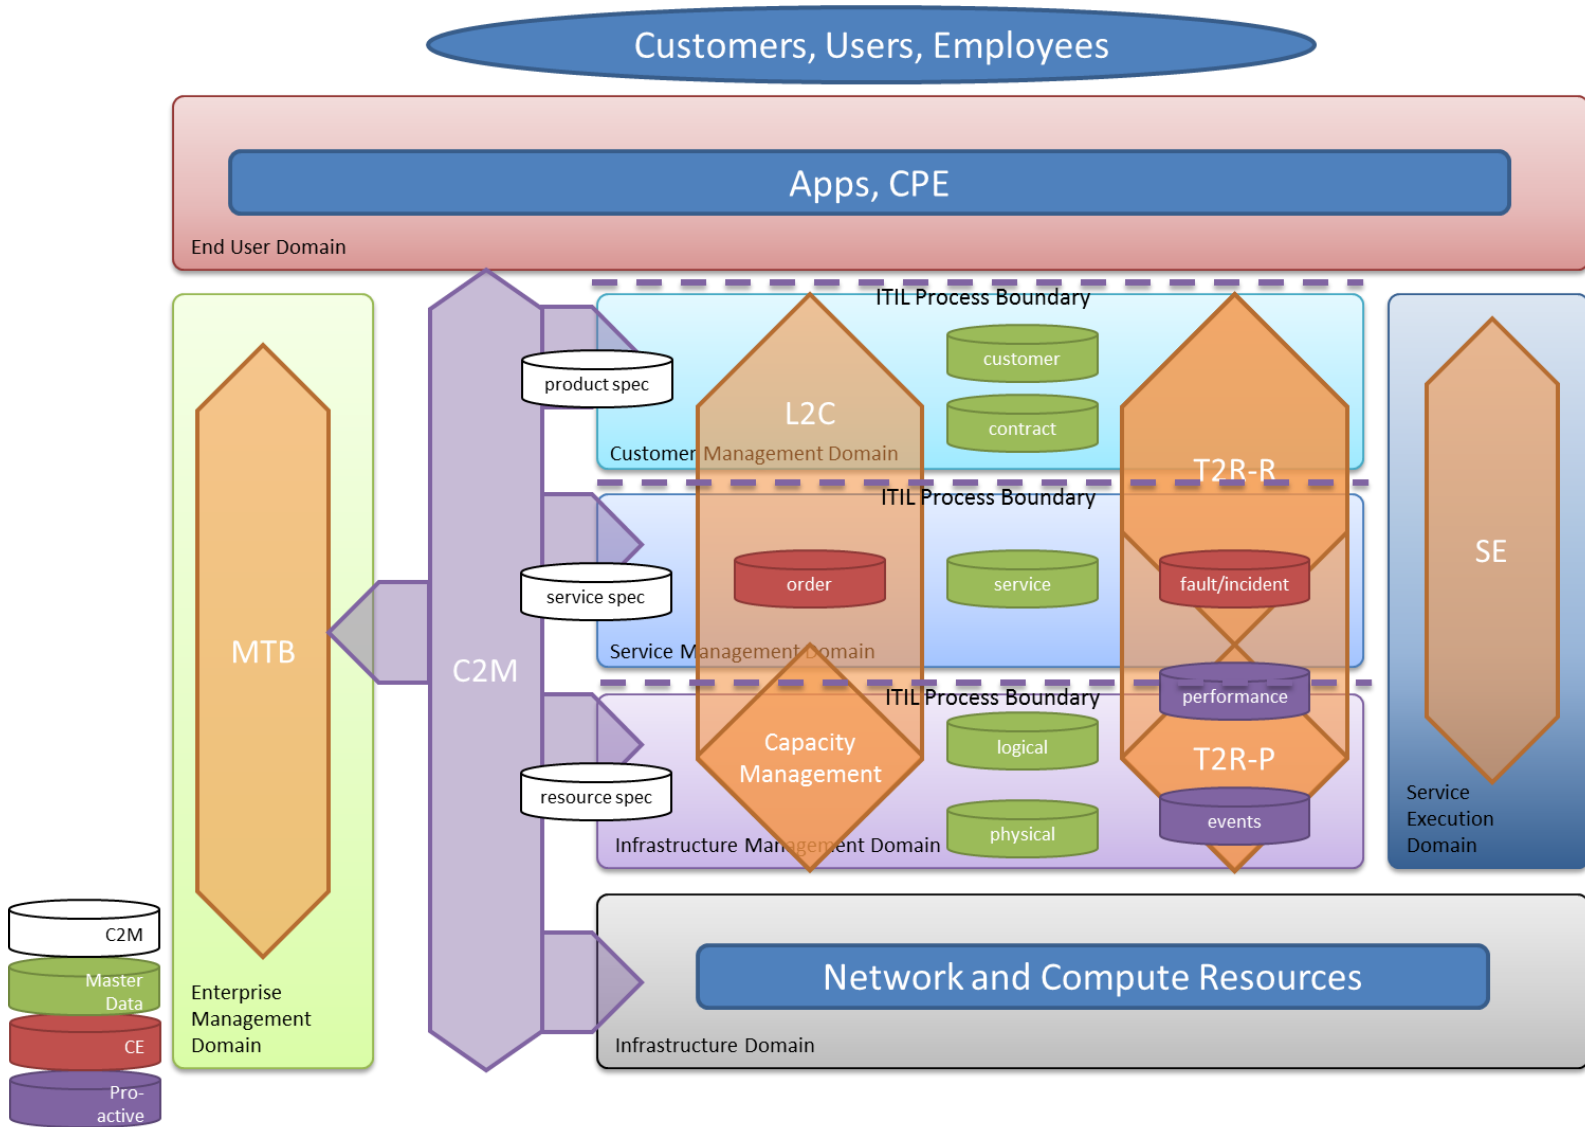 Customers, Users, Employees
Apps, CPE
End User Domain
ITIL Process Boundary
customer
product spec
L2C
contract
Customer Management Domain
T2R-R
ITIL Process Boundary
SE
order
service
fault/incident
service spec
MTB
Service Management Domain
C2M
ITIL Process Boundary
performance
Capacity
Management
logical
T2R-P
resource spec
events
physical
Infrastructure Management Domain
Service
Execution
Domain
C2M
Master
Data
CE
Pro-
active
Enterprise
Management
Domain
Network and Compute Resources
Infrastructure Domain